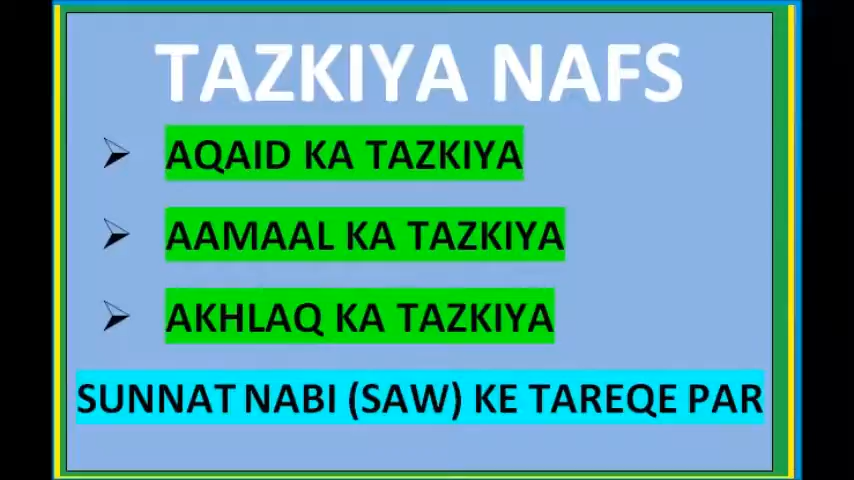 TAZKIYA NAFS
AQAID KA TAZKIYA
AAMAAL KA TAZKIYA
AKHLAQ KA TAZKIYA
SUNNAT NABI (SAW) KE TAREQE PAR